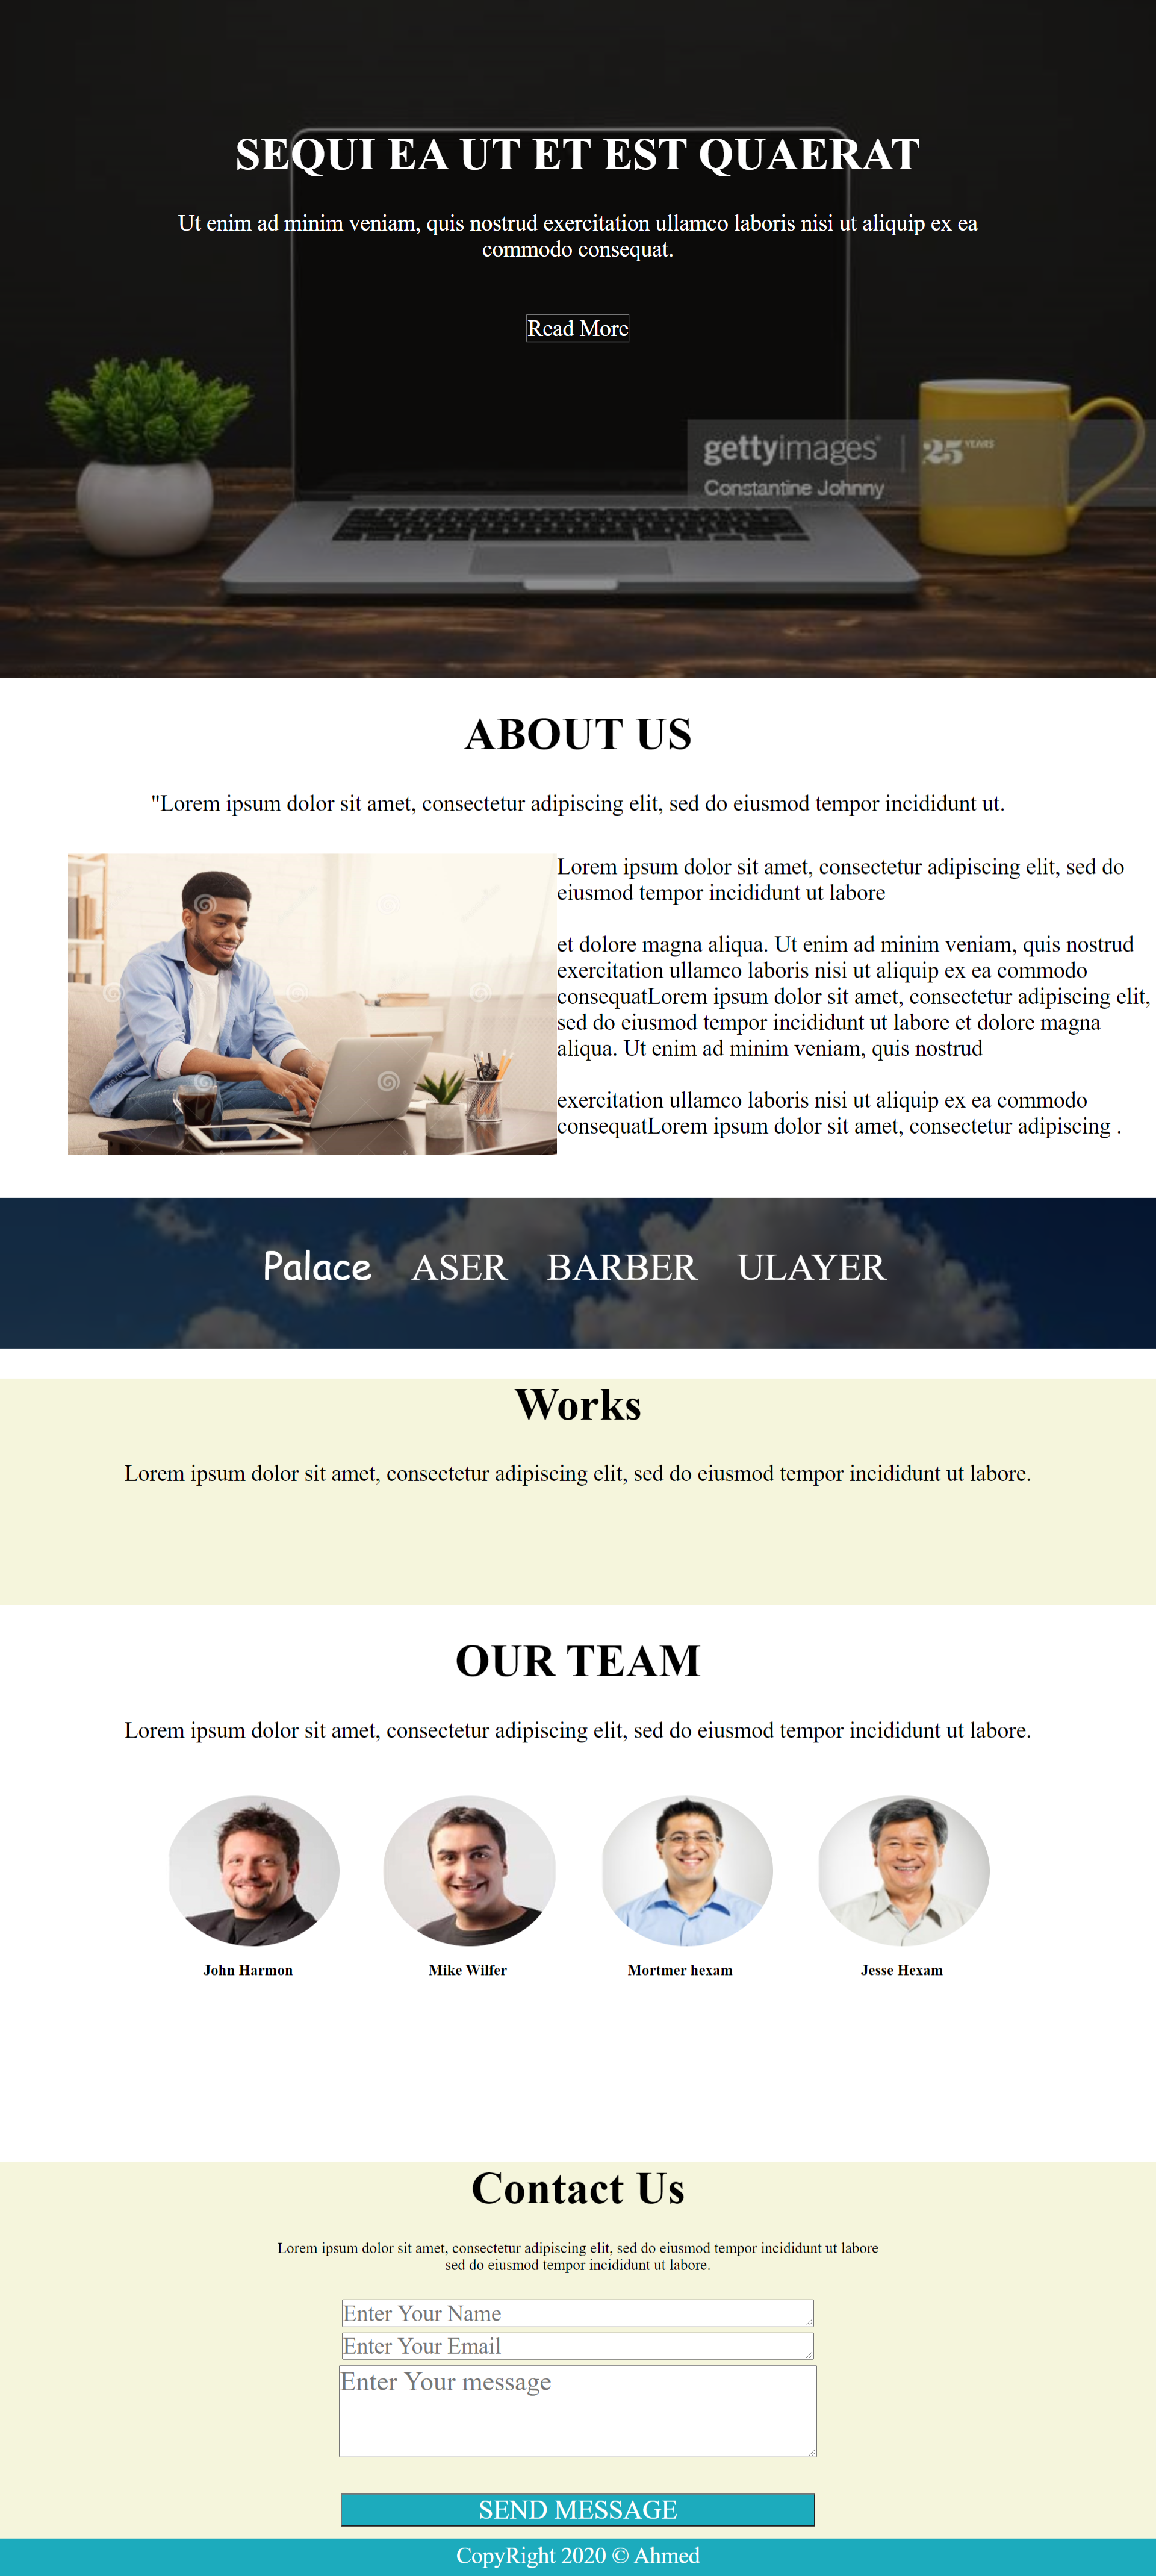 SEQUI EA UT ET EST QUAERAT
Ut enim ad minim veniam, quis nostrud exercitation ullamco laboris nisi ut aliquip ex ea
commodo consequat.
Read More
gettyimages® | 25 YEARS
Constantine Johnny
ABOUT US
"Lorem ipsum dolor sit amet, consectetur adipiscing elit, sed do eiusmod tempor incididunt ut.
Lorem ipsum dolor sit amet, consectetur adipiscing elit, sed do
eiusmod tempor incididunt ut labore
et dolore magna aliqua. Ut enim ad minim veniam, quis nostrud
exercitation ullamco laboris nisi ut aliquip ex ea commodo
consequatLorem ipsum dolor sit amet, consectetur adipiscing elit,
sed do eiusmod tempor incididunt ut labore et dolore magna
aliqua. Ut enim ad minim veniam, quis nostrud
exercitation ullamco laboris nisi ut aliquip ex ea commodo
consequatLorem ipsum dolor sit amet, consectetur adipiscing .
Palace ASER BARBER ULAYER
Works
Lorem ipsum dolor sit amet, consectetur adipiscing elit, sed do eiusmod tempor incididunt ut labore.
OUR TEAM
Lorem ipsum dolor sit amet, consectetur adipiscing elit, sed do eiusmod tempor incididunt ut labore.
John Harmon Mike Wilfer Mortmer hexam Jesse Hexam
Contact Us
Lorem ipsum dolor sit amet, consectetur adipiscing elit, sed do eiusmod tempor incididunt ut labore
sed do eiusmod tempor incididunt ut labore.
Enter Your Name
Enter Your Email
Enter Your message
SEND MESSAGE
CopyRight 2020 © Ahmed